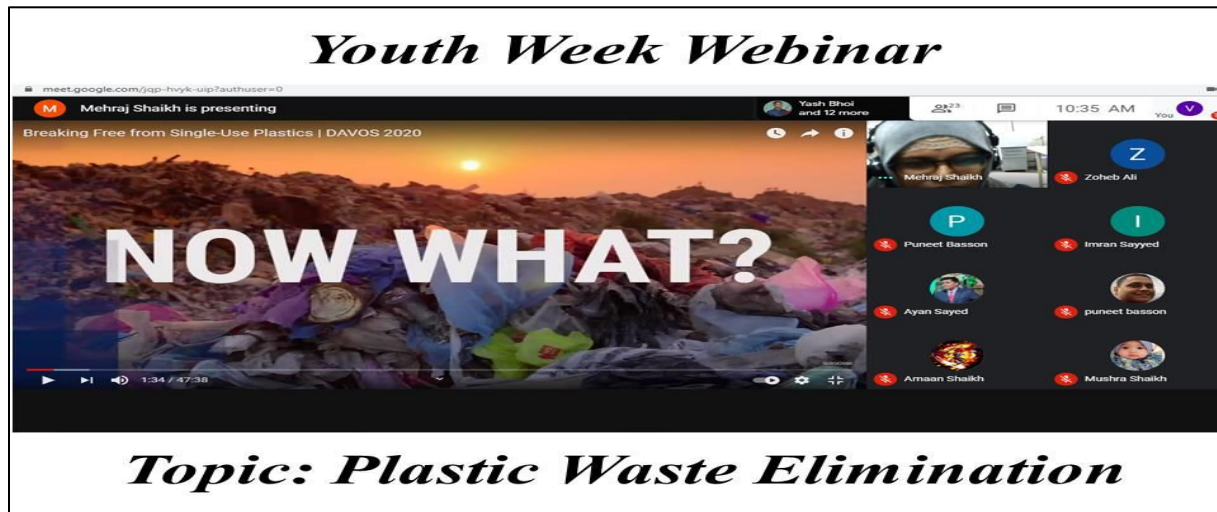 Youth Week Webinar
meet.google.com/jqp-hvyk-uip?authuser=0
M Mehraj Shaikh is presenting
Yash Bhoi
and 12 more
23
10:35 AM
You V
Breaking Free from Single-Use Plastics | DAVOS 2020
NOW WHAT?
1:34 / 47:38
Mehraj Shaikh
Z
Zoheb Ali
P
Puneet Basson
I
Imran Sayyed
Ayan Sayed
puneet basson
Amaan Shaikh
Mushra Shaikh
Topic: Plastic Waste Elimination